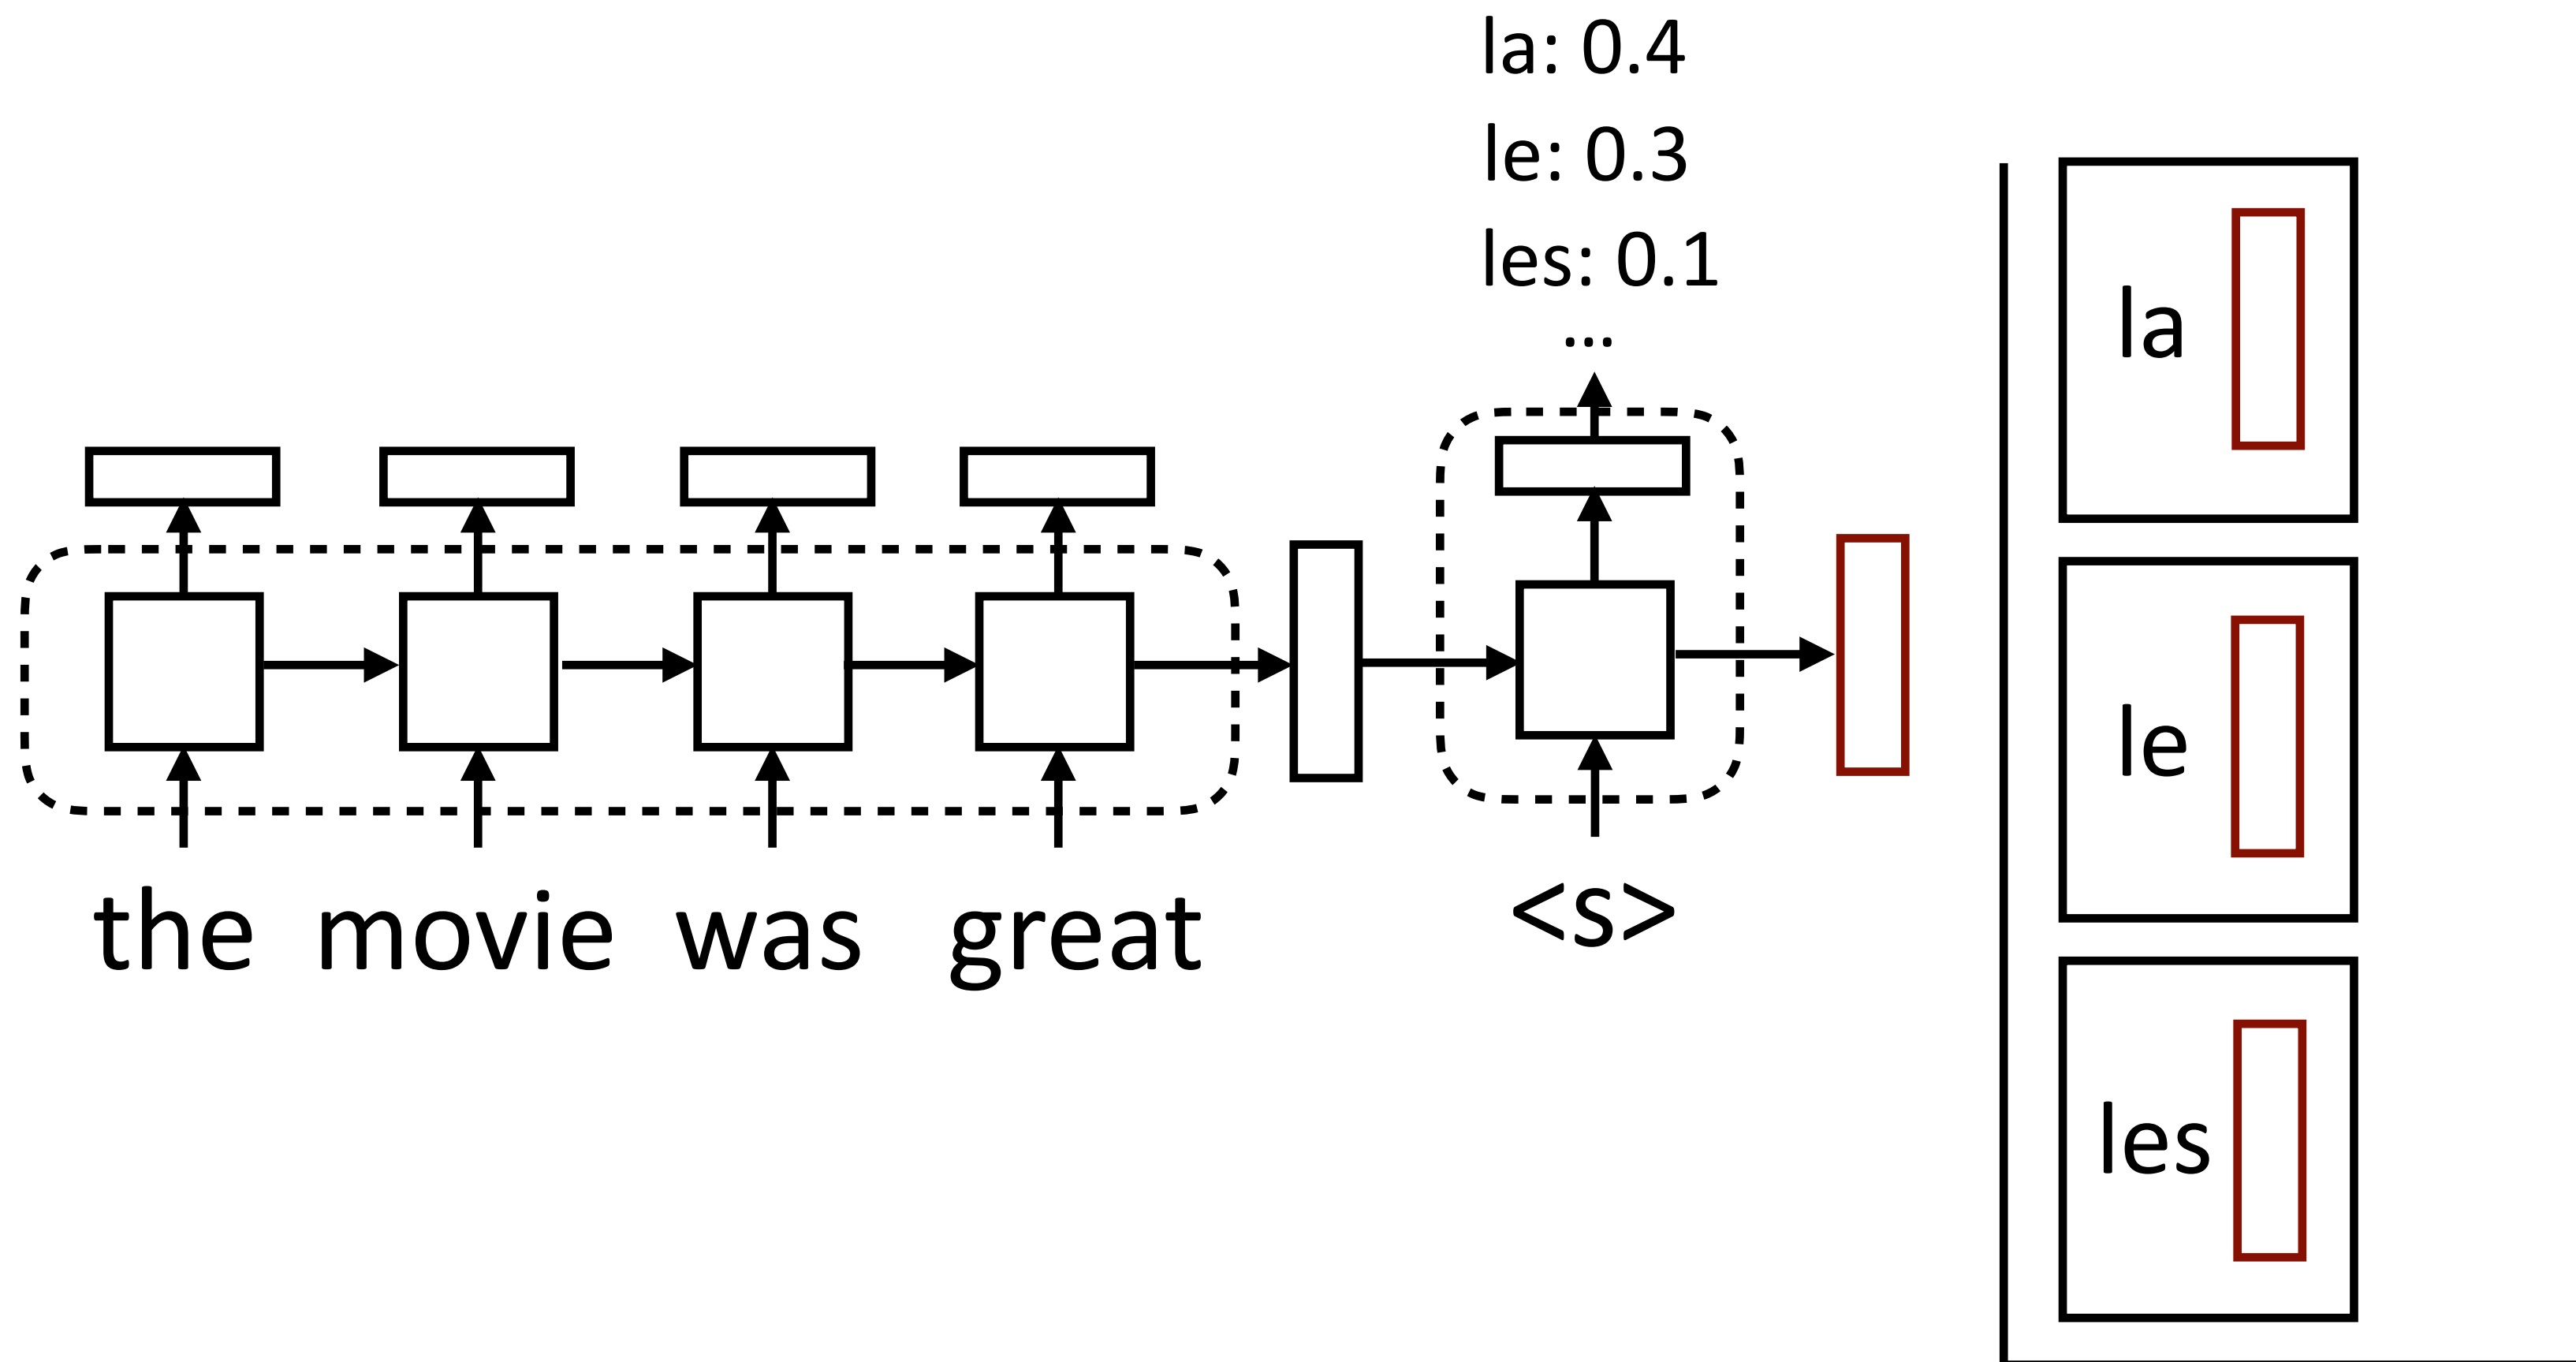 la: 0.4
le: 0.3
les: 0.1
...
the movie was great
<s>
la
le
les